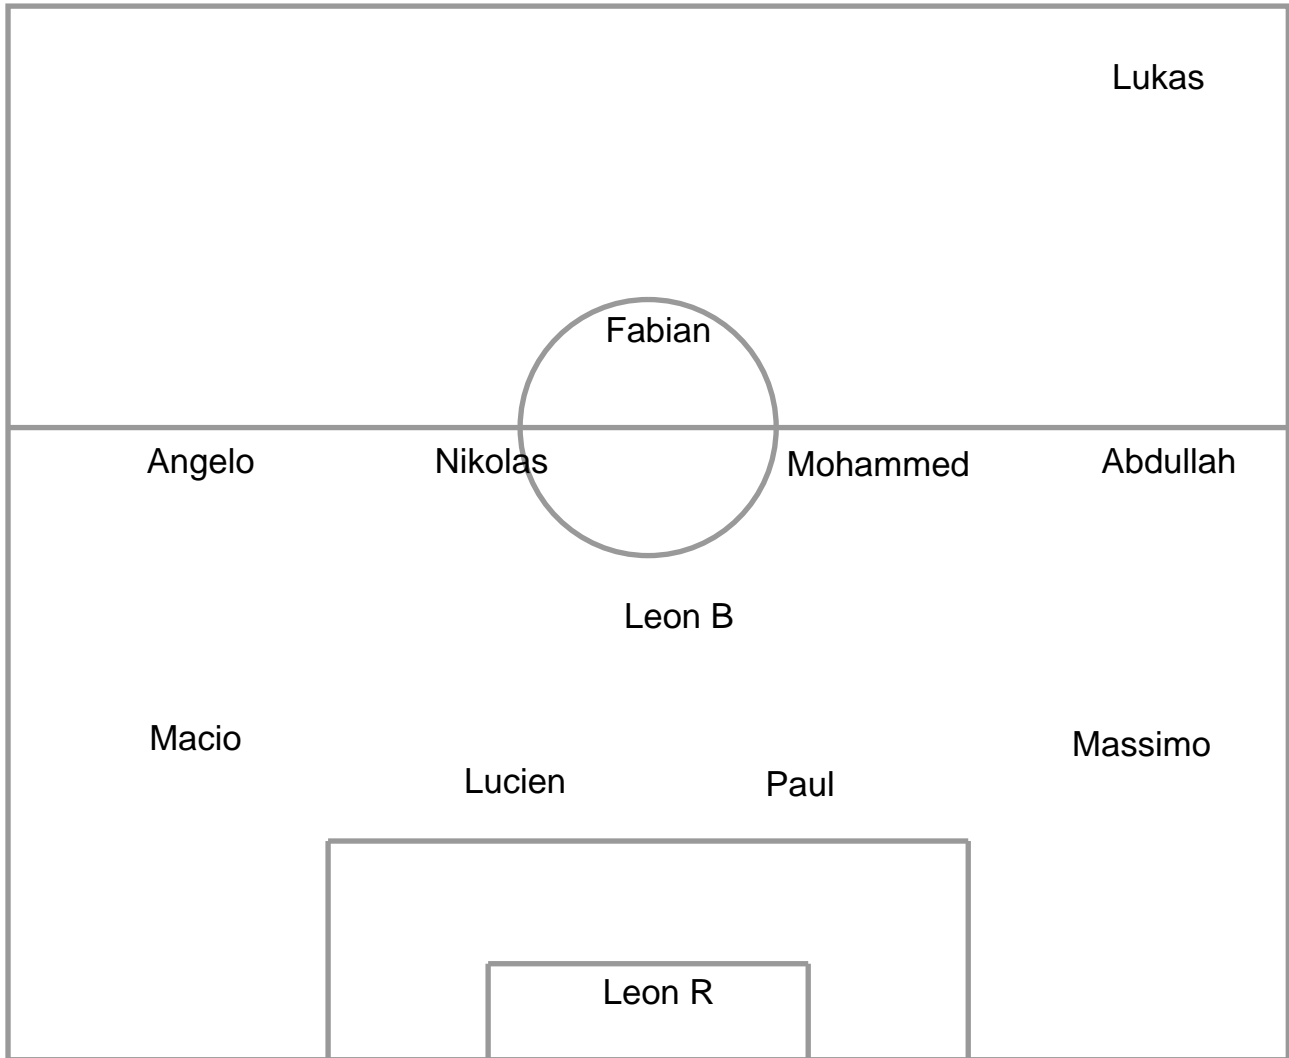 Lukas
Fabian
Angelo Nikolas Mohammed Abdullah
Leon B
Macio Massimo
Lucien Paul
Leon R